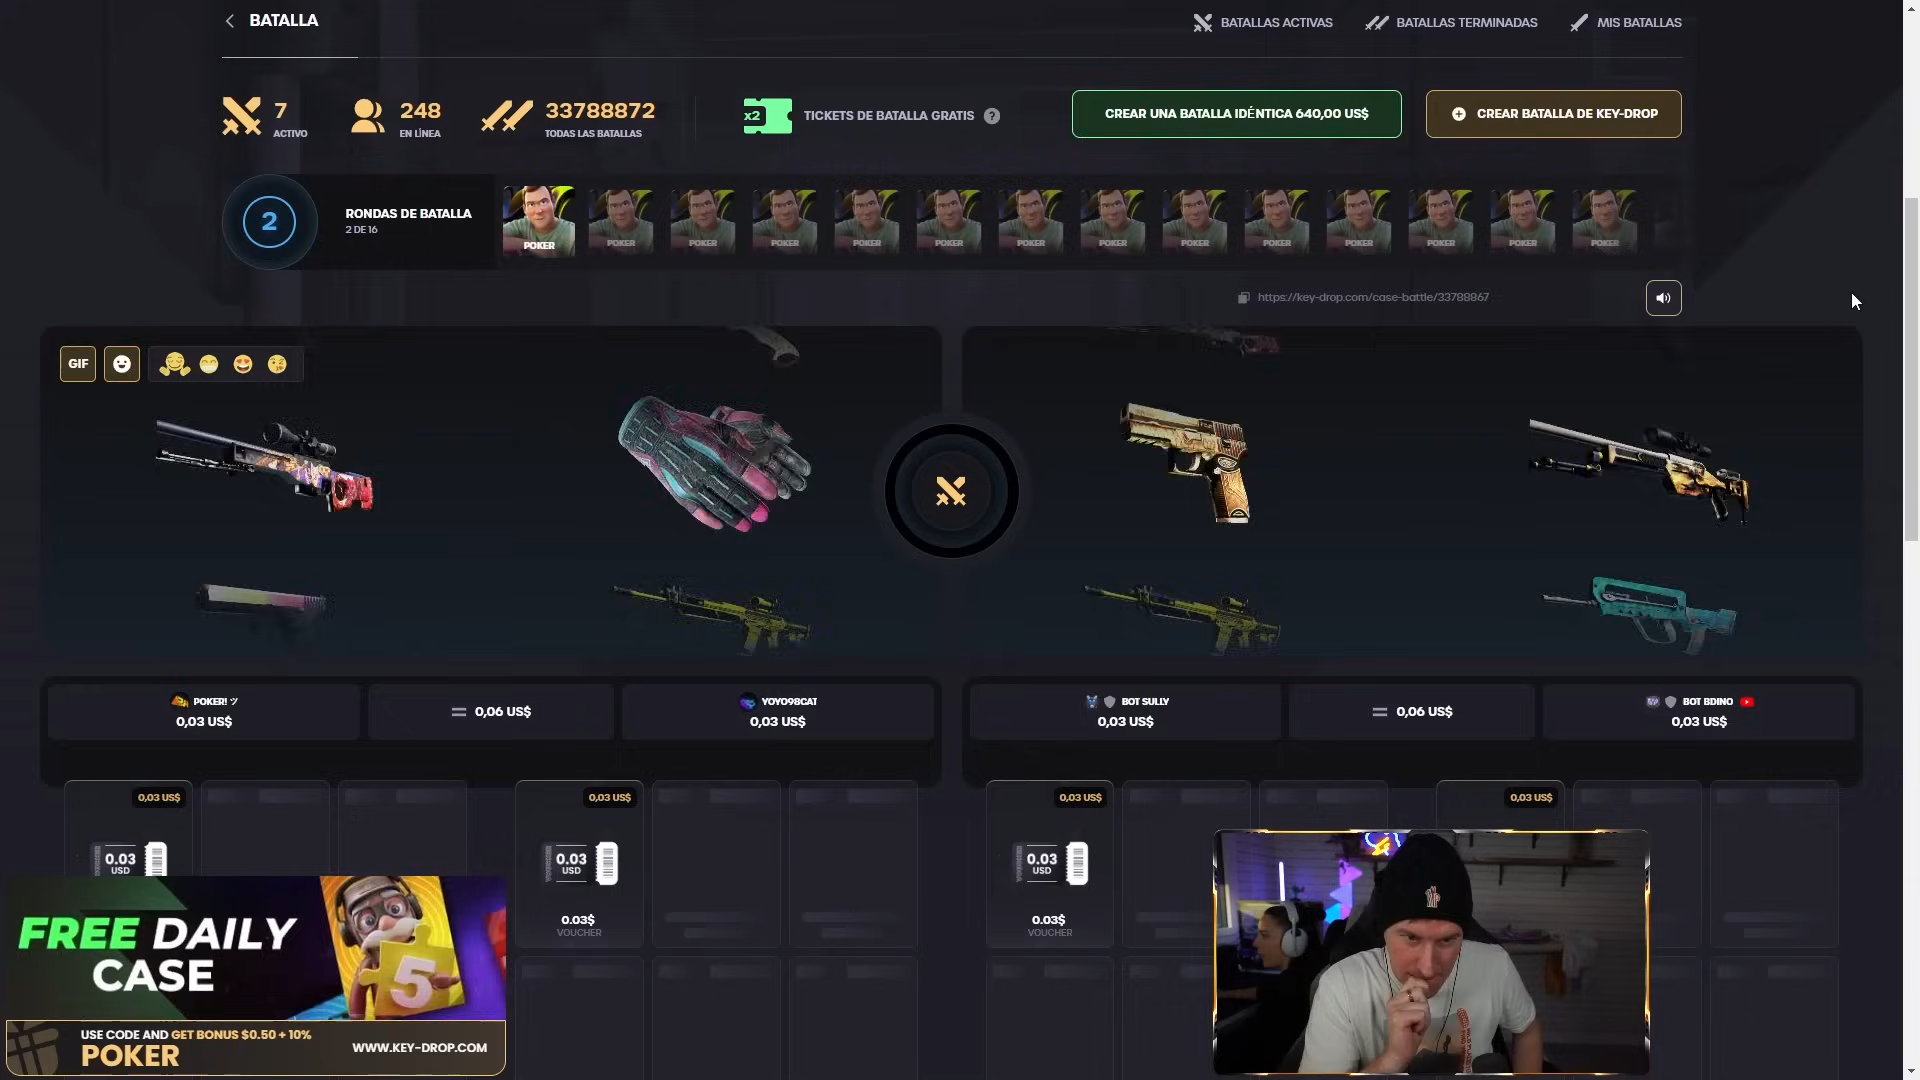 BATALLA
BATALLAS ACTIVAS
BATALLAS TERMINADAS
MIS BATALLAS
7
ACTIVO
248
EN LÍNEA
33788872
TODAS LAS BATALLAS
x2
TICKETS DE BATALLA GRATIS ?
CREAR UNA BATALLA IDÉNTICA 640,00 US$
CREAR BATALLA DE KEY-DROP
2
RONDAS DE BATALLA
2 DE 16
POKER
POKER
POKER
POKER
POKER
POKER
POKER
POKER
POKER
POKER
POKER
POKER
POKER
POKER
https://key-drop.com/case-battle/33788867
GIF
POKER! ツ
0,03 US$
= 0,06 US$
YOYO98CAT
0,03 US$
BOT SULLY
0,03 US$
= 0,06 US$
BOT BDINO
0,03 US$
0,03 US$
0,03 US$
0,03 US$
0,03 US$
0.03
USD
0.03
USD
0.03
USD
0.03$
VOUCHER
0.03$
VOUCHER
FREE DAILY
CASE
5
USE CODE AND GET BONUS $0.50 + 10%
POKER
WWW.KEY-DROP.COM